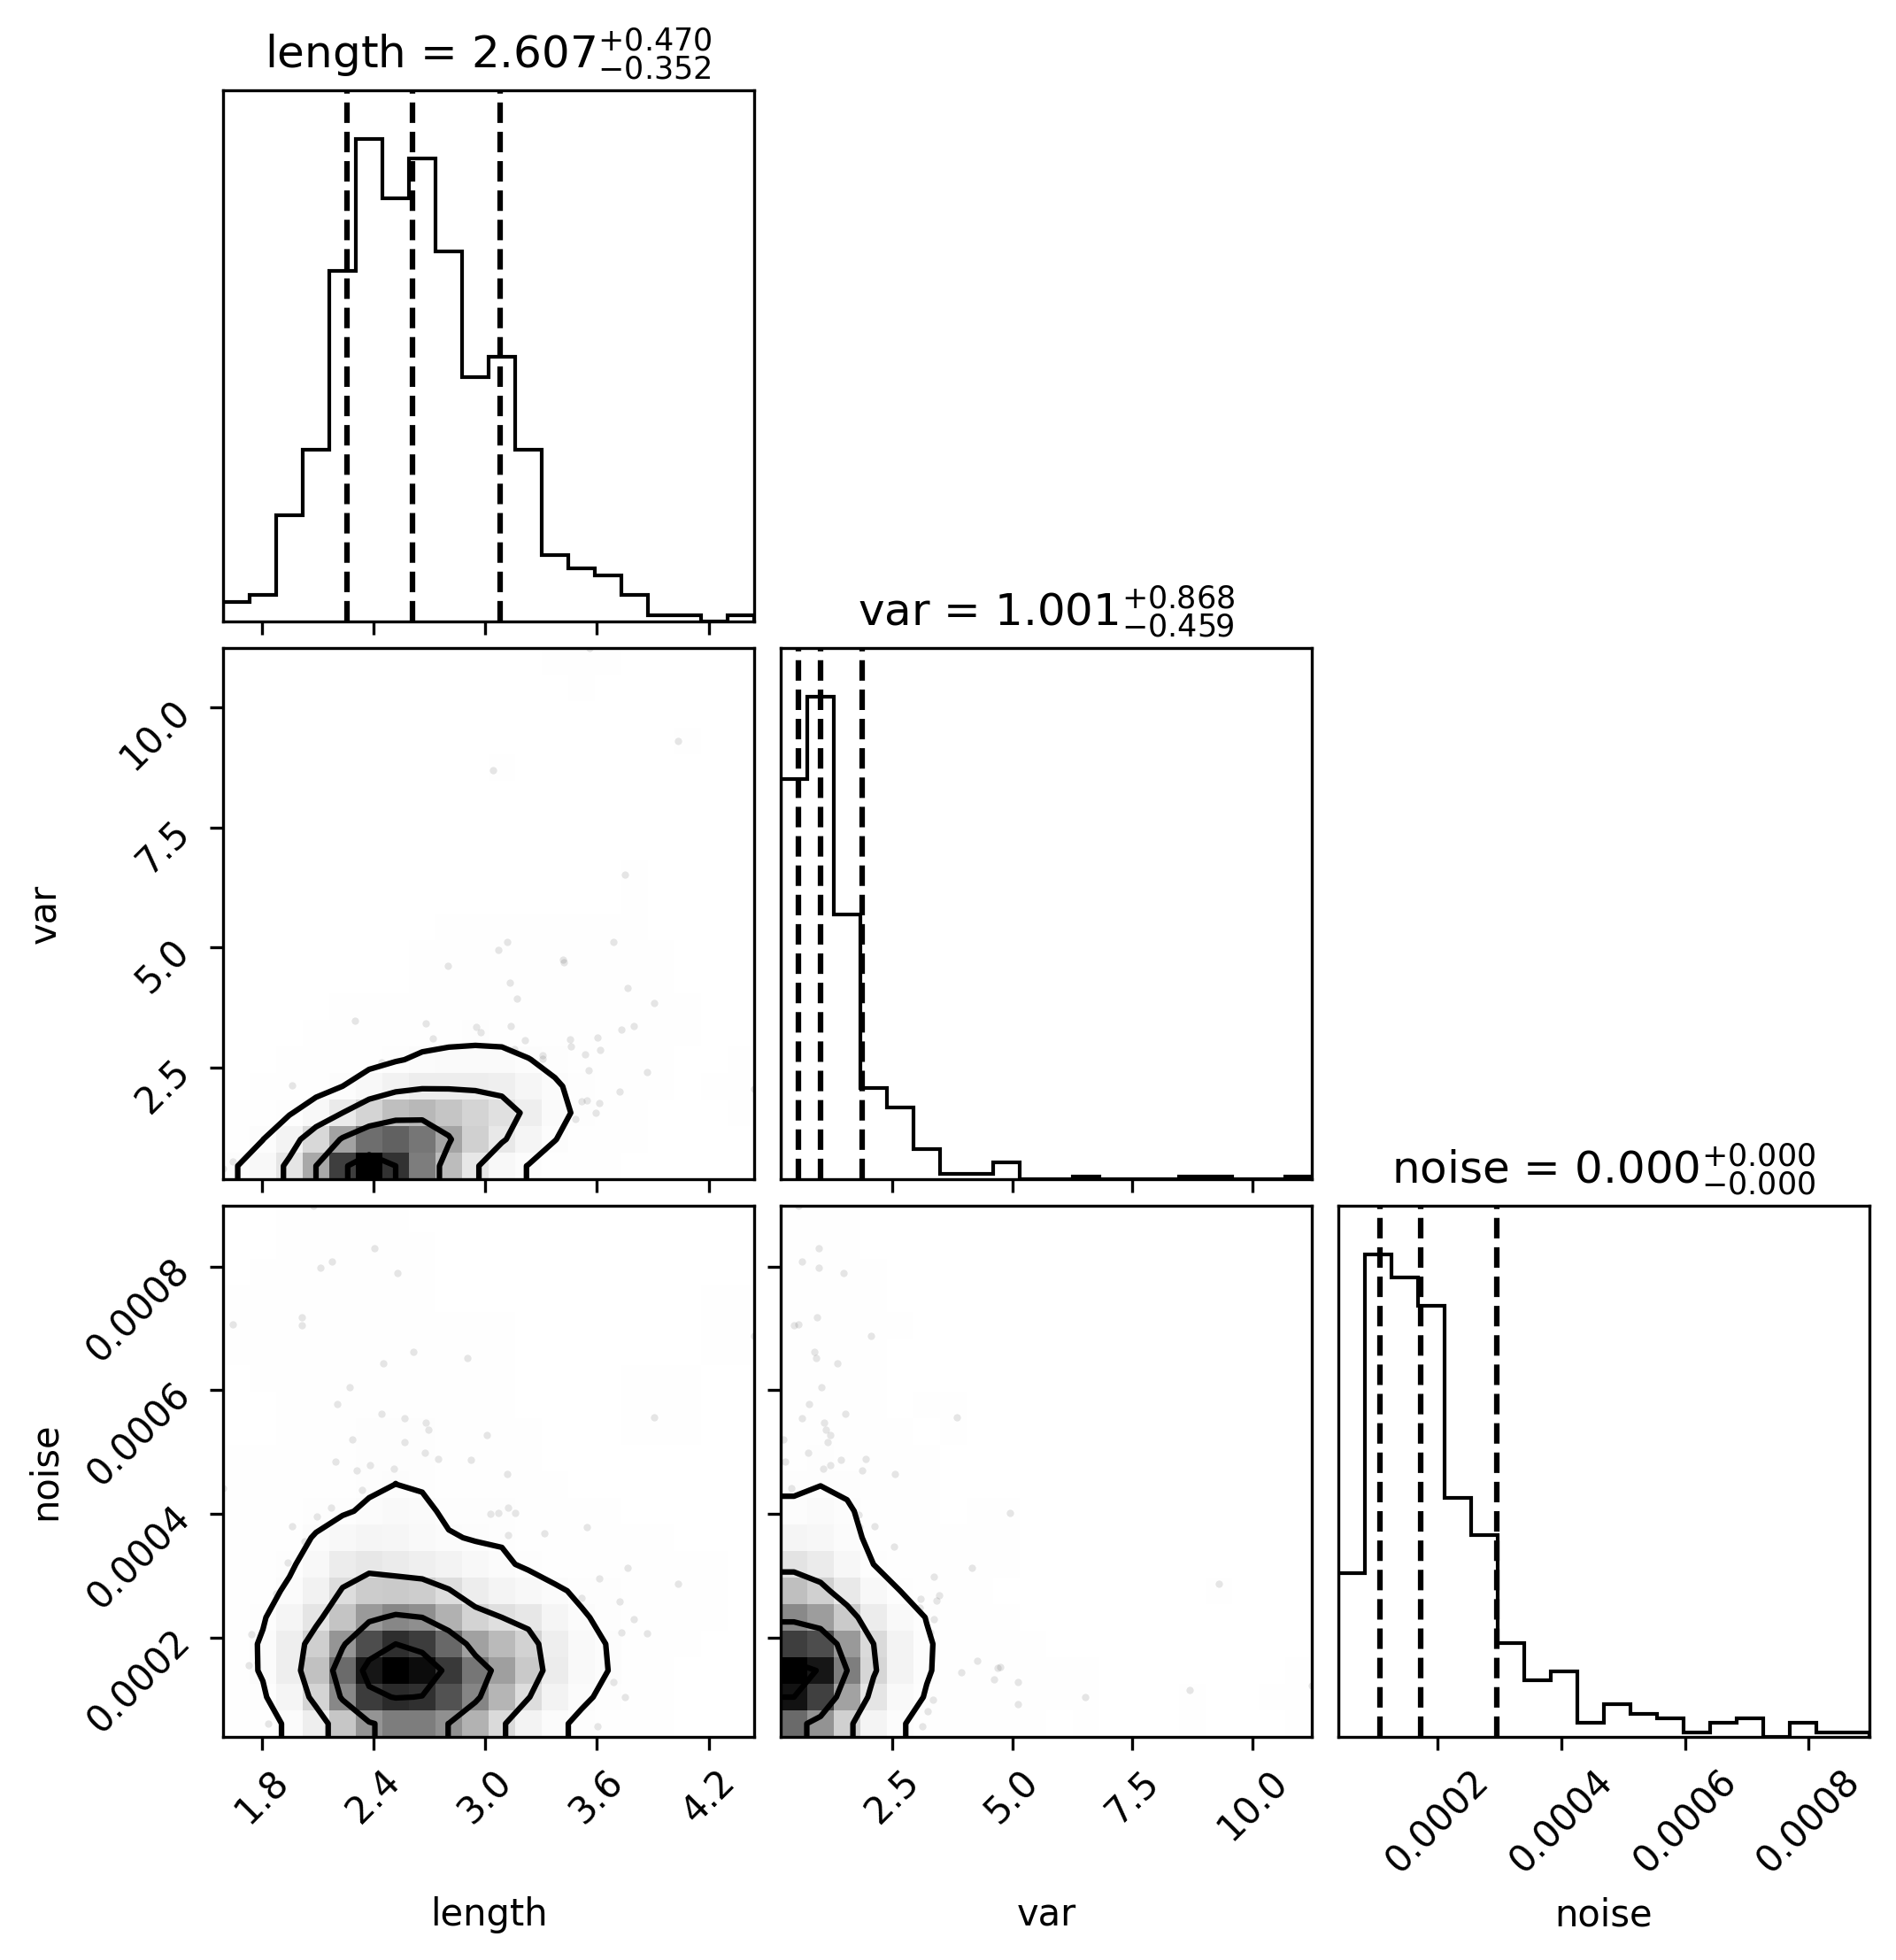 length = 2.607+0.470−0.352
var = 1.001+0.868−0.459
10.0
7.5
5.0
2.5
var
noise = 0.000+0.000−0.000
0.0008
0.0006
0.0004
0.0002
noise
1.8 2.4 3.0 3.6 4.2
length
2.5 5.0 7.5 10.0
var
0.0002 0.0004 0.0006 0.0008
noise